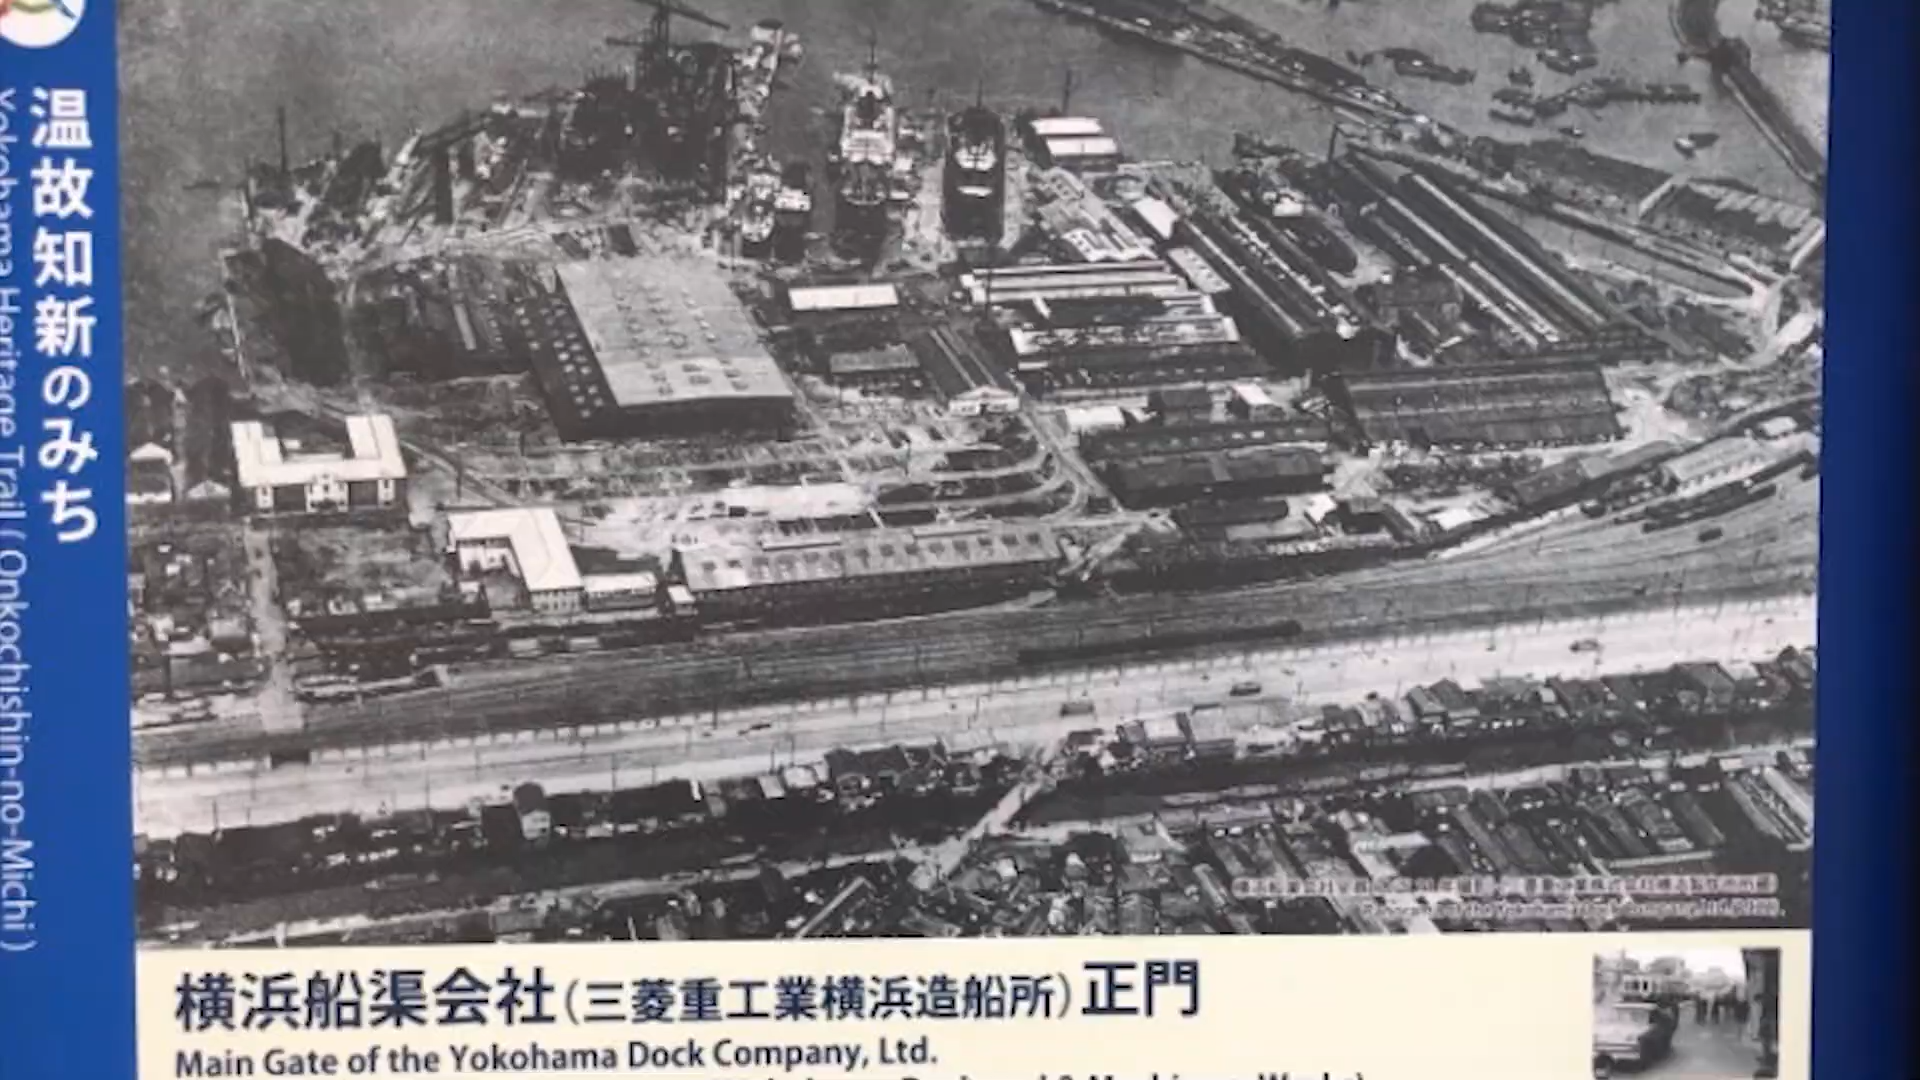 温故知新のみち
Yokohama Heritage Trail ( Onkochishin-no-Michi )
横浜船渠会社(三菱重工業横浜造船所)正門
Main Gate of the Yokohama Dock Company, Ltd.